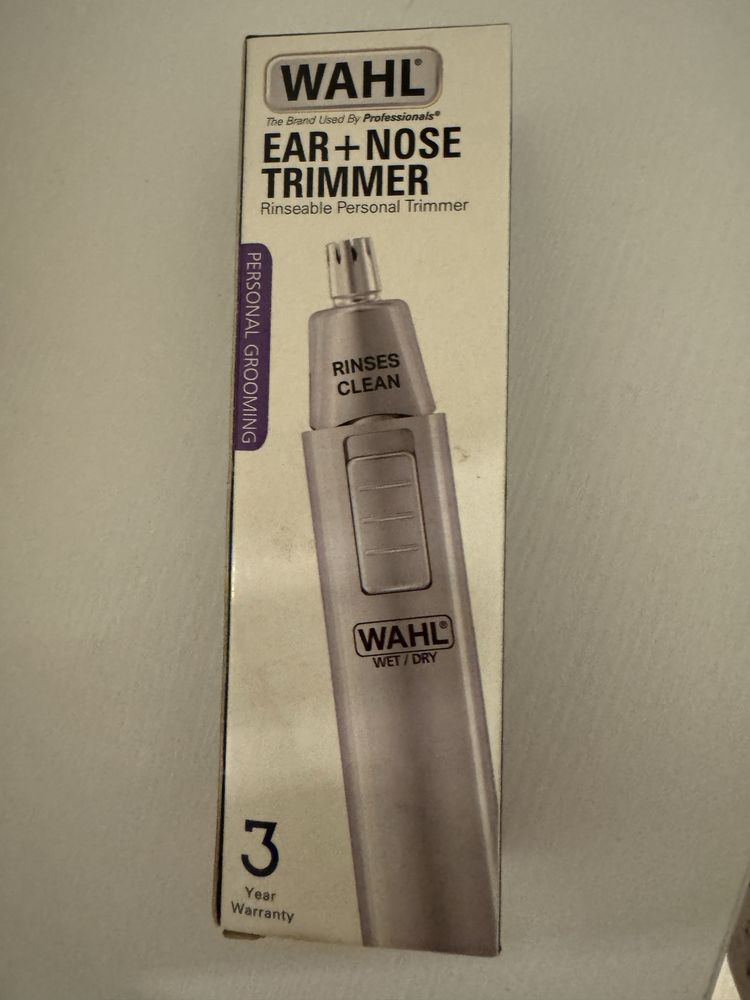 WAHL®
The Brand Used By Professionals®
EAR+NOSE
TRIMMER
Rinseable Personal Trimmer
PERSONAL GROOMING
RINSES
CLEAN
WAHL®
WET / DRY
3
Year
Warranty